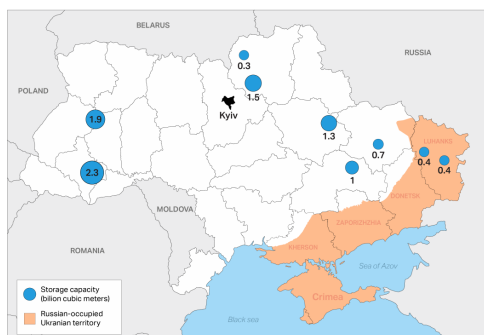 BELARUS
RUSSIA
POLAND
0.3
1.5
Kyiv
1.9
1.3
0.7
LUHANSK
0.4
0.4
2.3
1
DONETSK
MOLDOVA
ZAPORIZHZHIA
KHERSON
ROMANIA
Sea of Azov
Crimea
Black sea
Storage capacity
(bilion cubic meters)
Russian-occupied
Ukranian territory